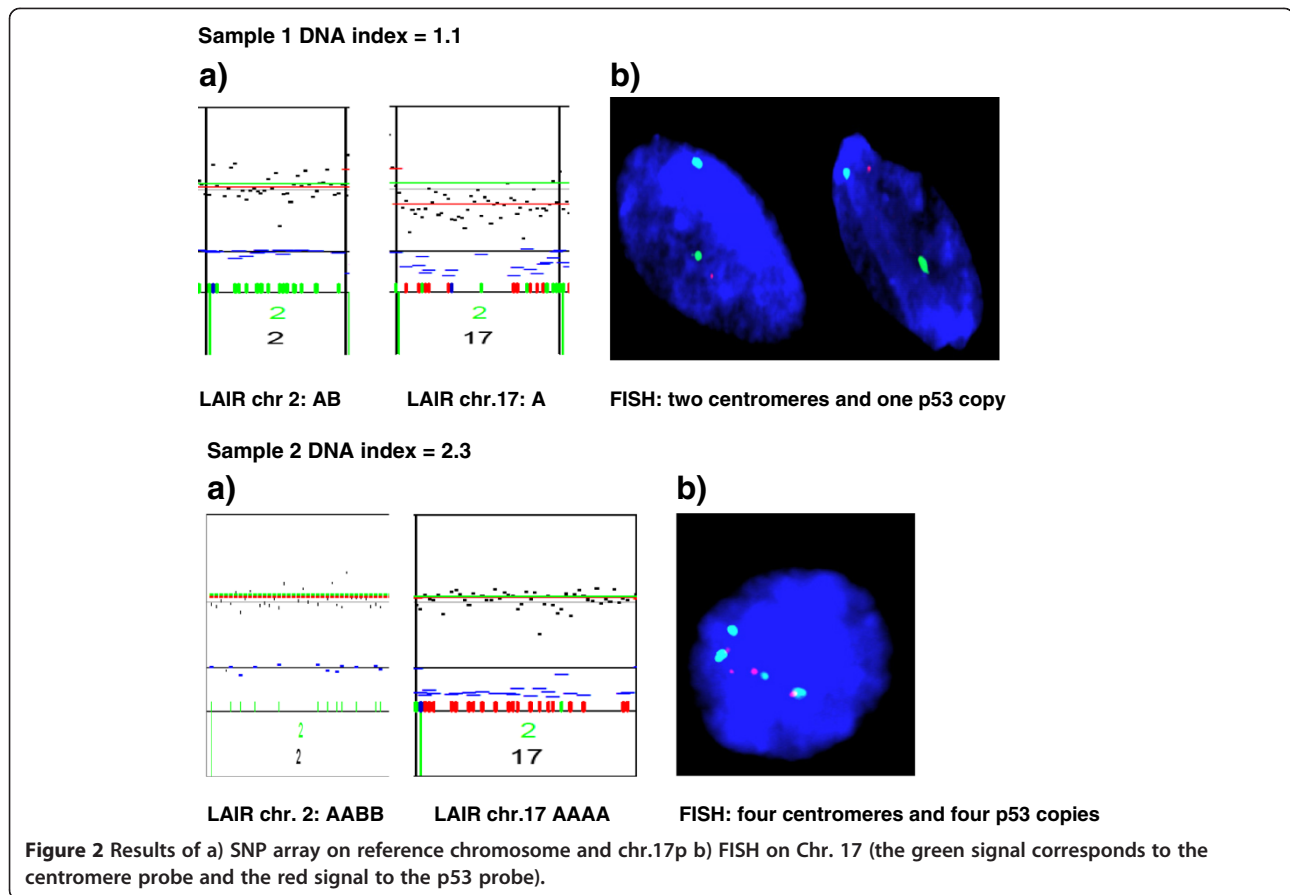 Sample 1 DNA index = 1.1
a)
b)
2
2
2
17
LAIR chr 2: AB
LAIR chr.17: A
FISH: two centromeres and one p53 copy
Sample 2 DNA index = 2.3
a)
b)
2
2
2
17
LAIR chr. 2: AABB
LAIR chr.17 AAAA
FISH: four centromeres and four p53 copies
Figure 2 Results of a) SNP array on reference chromosome and chr.17p b) FISH on Chr. 17 (the green signal corresponds to the
centromere probe and the red signal to the p53 probe).